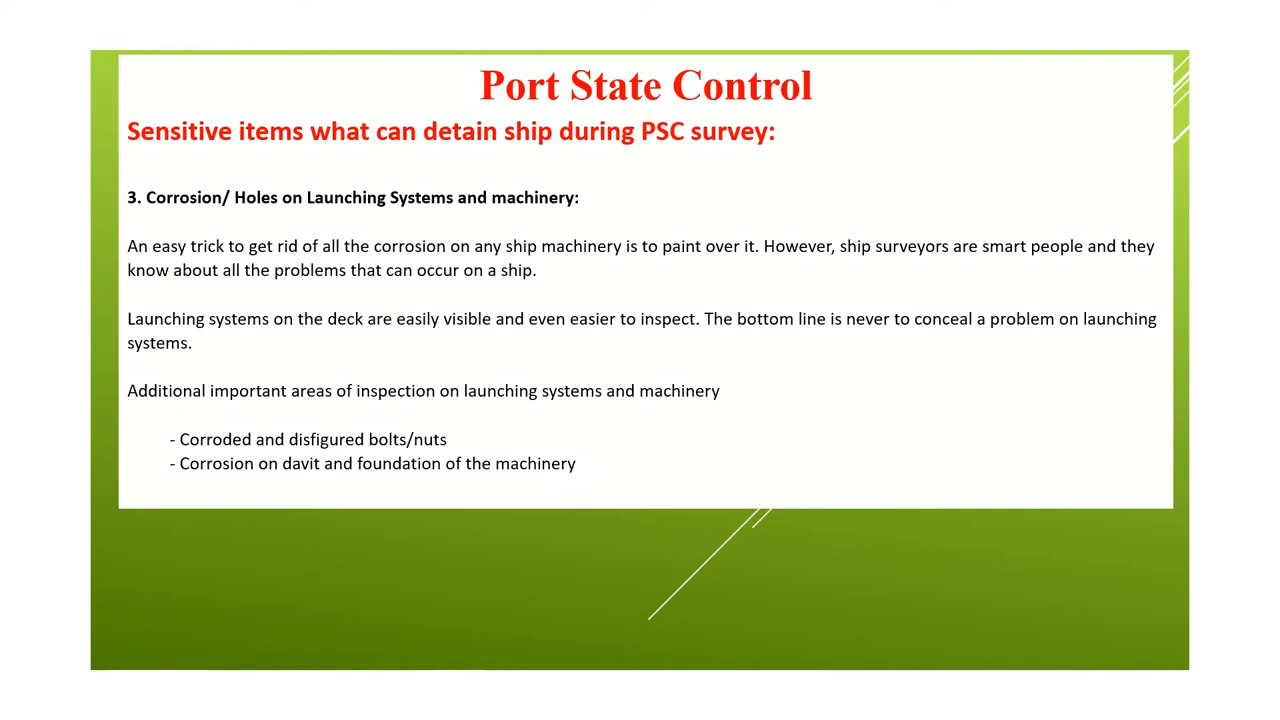 Port State Control
Sensitive items what can detain ship during PSC survey:
3. Corrosion/ Holes on Launching Systems and machinery:
An easy trick to get rid of all the corrosion on any ship machinery is to paint over it. However, ship surveyors are smart people and they
know about all the problems that can occur on a ship.
Launching systems on the deck are easily visible and even easier to inspect. The bottom line is never to conceal a problem on launching
systems.
Additional important areas of inspection on launching systems and machinery
- Corroded and disfigured bolts/nuts
- Corrosion on davit and foundation of the machinery